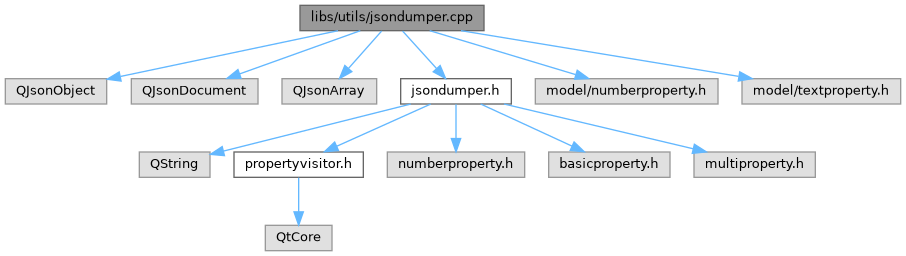 libs/utils/jsondumper.cpp
QJsonObject
QJsonDocument
QJsonArray
jsondumper.h
model/numberproperty.h
model/textproperty.h
QString
propertyvisitor.h
numberproperty.h
basicproperty.h
multiproperty.h
QtCore